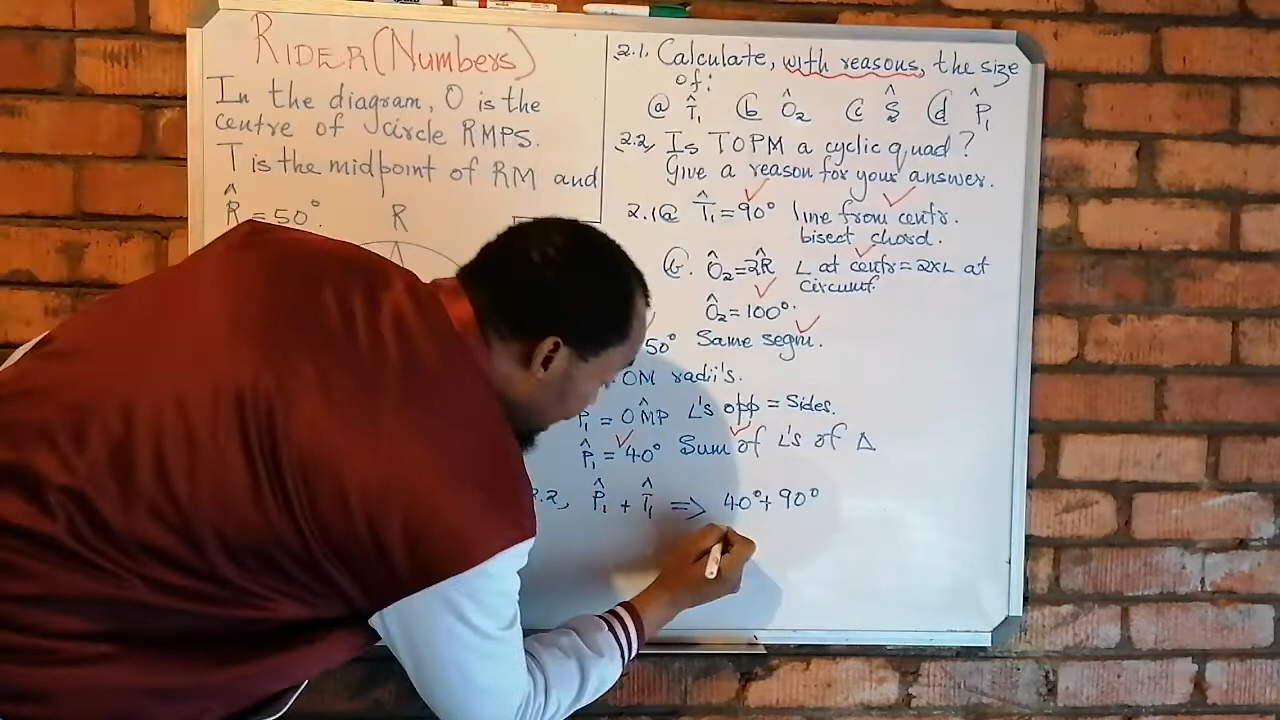 RIDER (Numbers)
In the diagram, O is the
centre of circle RMPS.
T is the midpoint of RM and
R̂ = 50°.
R
2.1. Calculate, with reasons, the size
of:
ⓐ T̂₁ ⓑ Ô₂ ⓒ Ŝ ⓓ P̂₁
2.2, Is TOPM a cyclic quad?
Give a reason for your answer.
2.1ⓐ T̂₁ = 90° line from centr.
bisect chord.
ⓑ. Ô₂ = 2R̂ ∠ at centr = 2x∠ at
circumf.
Ô₂ = 100°.
50° Same segm.
OM radii's.
P̂₁ = OM̂P ∠'s opp = Sides.
P̂₁ = 40° Sum of ∠'s of Δ
2.2, P̂₁ + T̂₁ => 40° + 90°